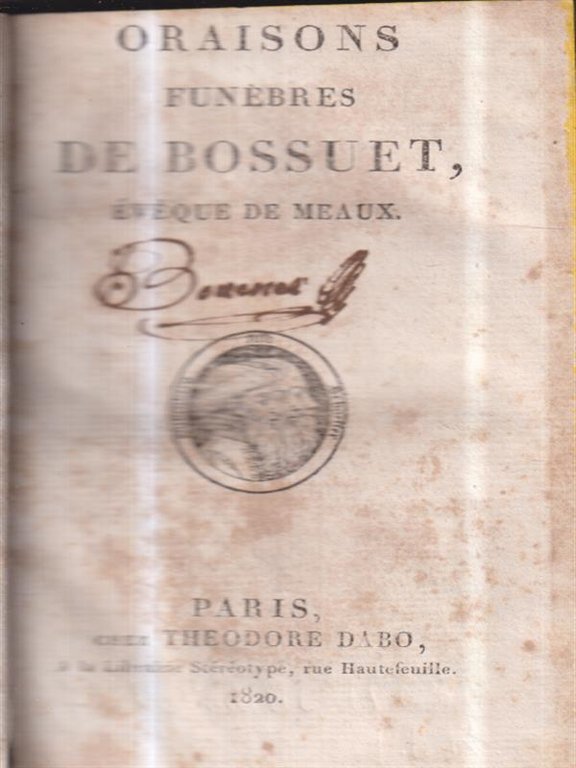 ORAISONS
FUNÈBRES
DE BOSSUET,
ÉVÊQUE DE MEAUX.
PARIS,
CHEZ THEODORE DABO,
à la Librairie Stéréotype, rue Hautefeuille.
1820.